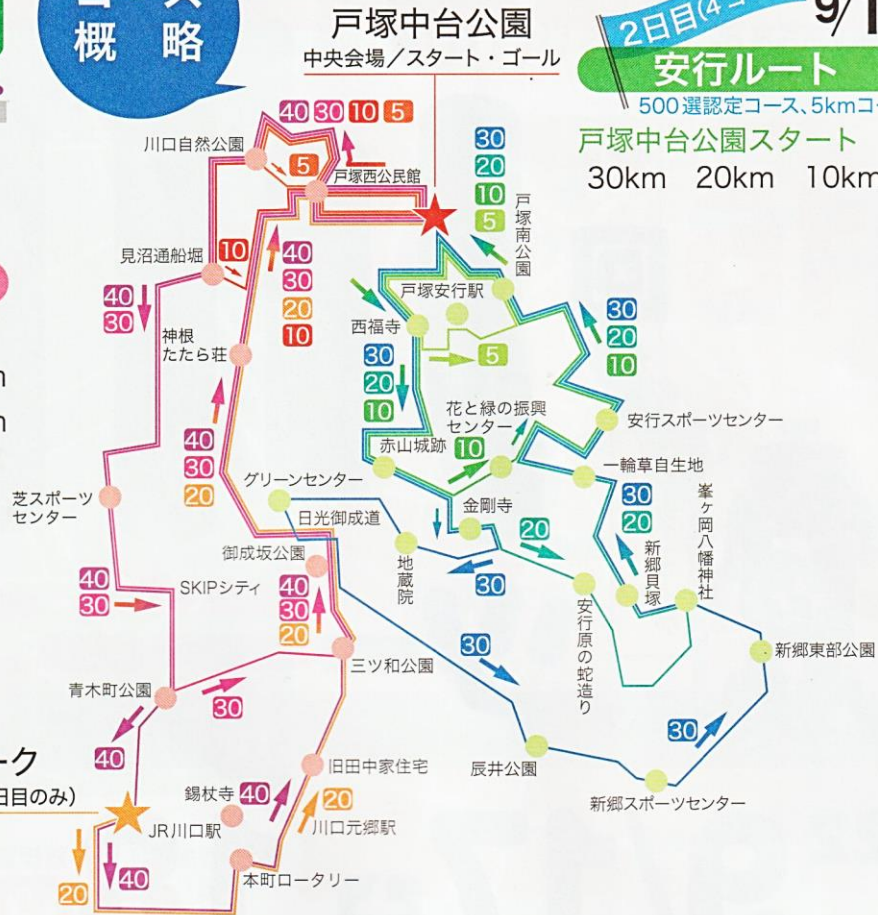 概略
戸塚中台公園
中央会場／スタート・ゴール
2日目(4コ
9/1
安行ルート
500選認定コース、5kmコ
戸塚中台公園スタート
30km 20km 10km
40 30 10 5
川口自然公園
5
戸塚西公民館
30
20
10
5
戸塚南公園
見沼通船堀
10
40
30
40
30
20
10
戸塚安行駅
西福寺
5
30
20
10
30
20
10
神根
たたら荘
花と緑の振興
センター
安行スポーツセンター
赤山城跡
10
40
30
20
一輪草自生地
グリーンセンター
芝スポーツ
センター
日光御成道
金剛寺
20
30
20
峯ヶ岡八幡神社
新郷貝塚
御成坂公園
地蔵院
30
SKIPシティ
40
30
40
30
20
安行原の蛇造り
30
三ツ和公園
新郷東部公園
青木町公園
30
40
30
辰井公園
新郷スポーツセンター
ーク
日目のみ）
旧田中家住宅
錫杖寺
40
20
JR川口駅
川口元郷駅
20
40
本町ロータリー